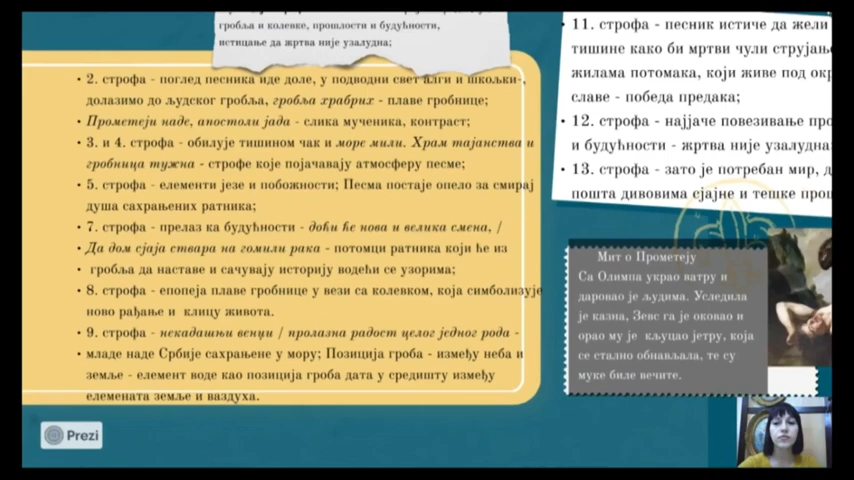 гробља и колевке, прошлости и будућности,
истицање да жртва није узалудна;
• 2. строфа - поглед песника иде доле, у подводни свет алги и шкољки-,
долазимо до људског гробља, гробља храбрих - плаве гробнице;
• Прометеји наде, апостоли јада - слика мученика, контраст;
• 3. и 4. строфа - обилује тишином чак и море мили. Храм тајанства и
гробница тужна - строфе које појачавају атмосферу песме;
• 5. строфа - елементи језе и побожности; Песма постаје опело за смирај
душа сахрањених ратника;
• 7. строфа - прелаз ка будућности - доћи ће нова и велика смена, /
• Да дом сјаја ствара на гомили рака - потомци ратника који ће из
• гробља да наставе и сачувају историју водећи се узорима;
• 8. строфа - епопеја плаве гробнице у вези са колевком, која симболизује
ново рађање и клицу живота.
• 9. строфа - некадашњи венци / пролазна радост целог једног рода -
• младе наде Србије сахрањене у мору; Позиција гроба - између неба и
земље - елемент воде као позиција гроба дата у средишту између
елемената земље и ваздуха.
• 11. строфа - песник истиче да жели
тишине како би мртви чули струјањ
жилама потомака, који живе под окр
славе - победа предака;
• 12. строфа - најјаче повезивање про
и будућности - жртва није узалудна
• 13. строфа - зато је потребан мир, д
пошта дивовима сјајне и тешке прош
Мит о Прометеју
Са Олимпа украо ватру и
даровао је људима. Уследила
је казна, Зевс га је оковао и
орао му је кључао јетру, која
се стално обнављала, те су
муке биле вечите.
Prezi